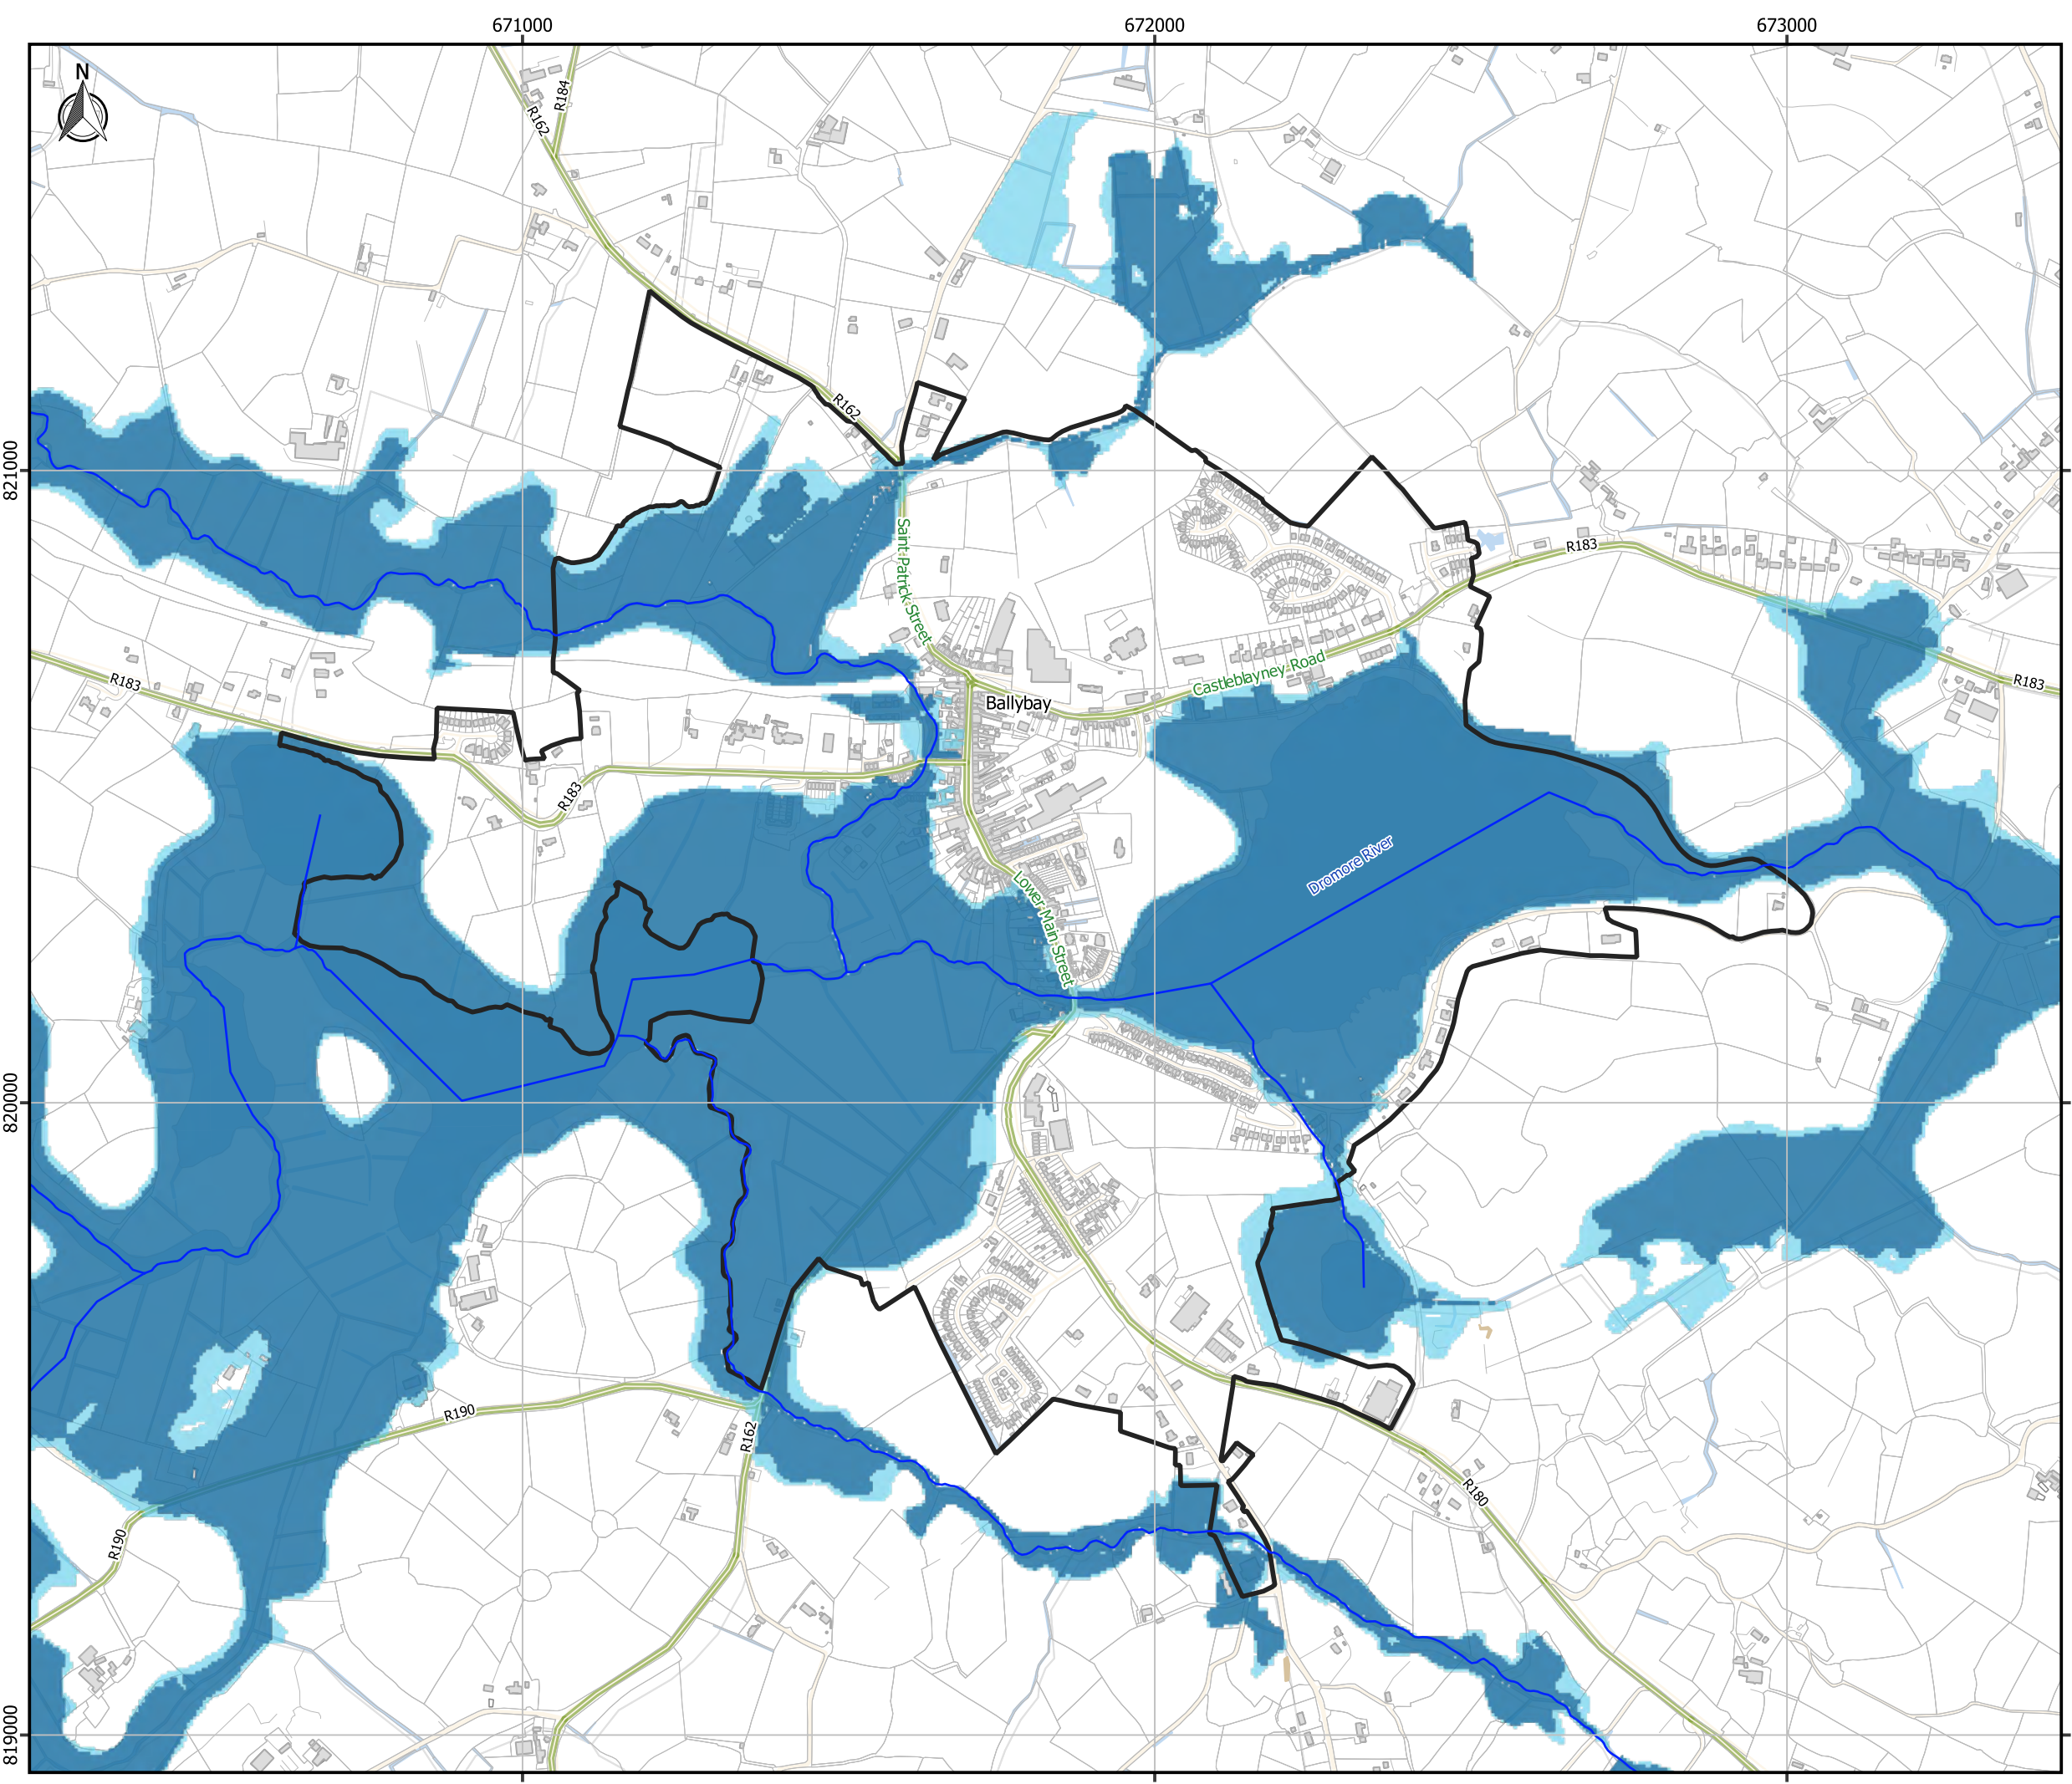 671000
672000
673000
N
R184
R162
R162
821000
Saint Patrick Street
R183
R183
R183
Castleblayney Road
Ballybay
R183
Dromore River
Lower Main Street
820000
R190
R162
R180
R190
819000